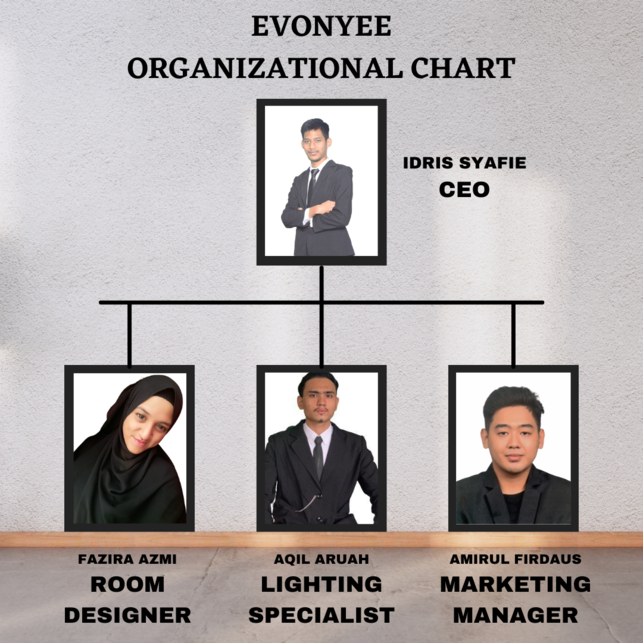 EVONYEE
ORGANIZATIONAL CHART
IDRIS SYAFIE
CEO
FAZIRA AZMI
ROOM
DESIGNER
AQIL ARUAH
LIGHTING
SPECIALIST
AMIRUL FIRDAUS
MARKETING
MANAGER